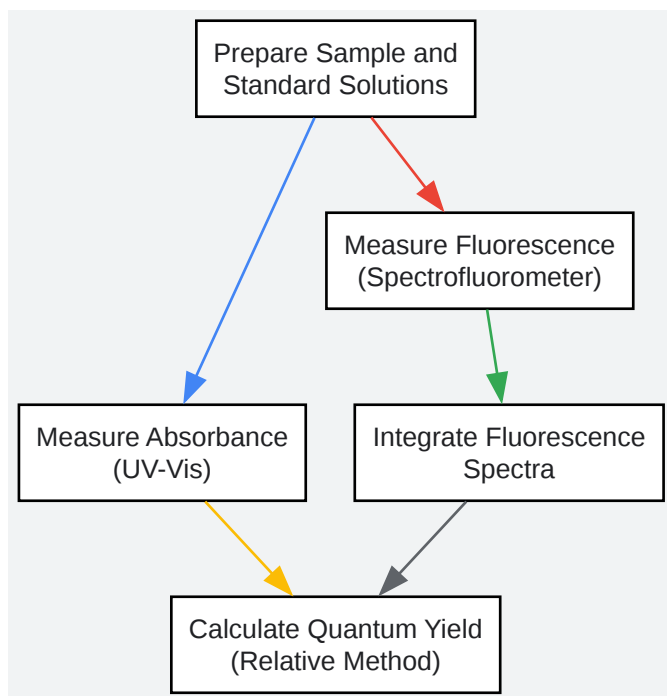 Prepare Sample and
Standard Solutions
Measure Fluorescence
(Spectrofluorometer)
Measure Absorbance
(UV-Vis)
Integrate Fluorescence
Spectra
Calculate Quantum Yield
(Relative Method)